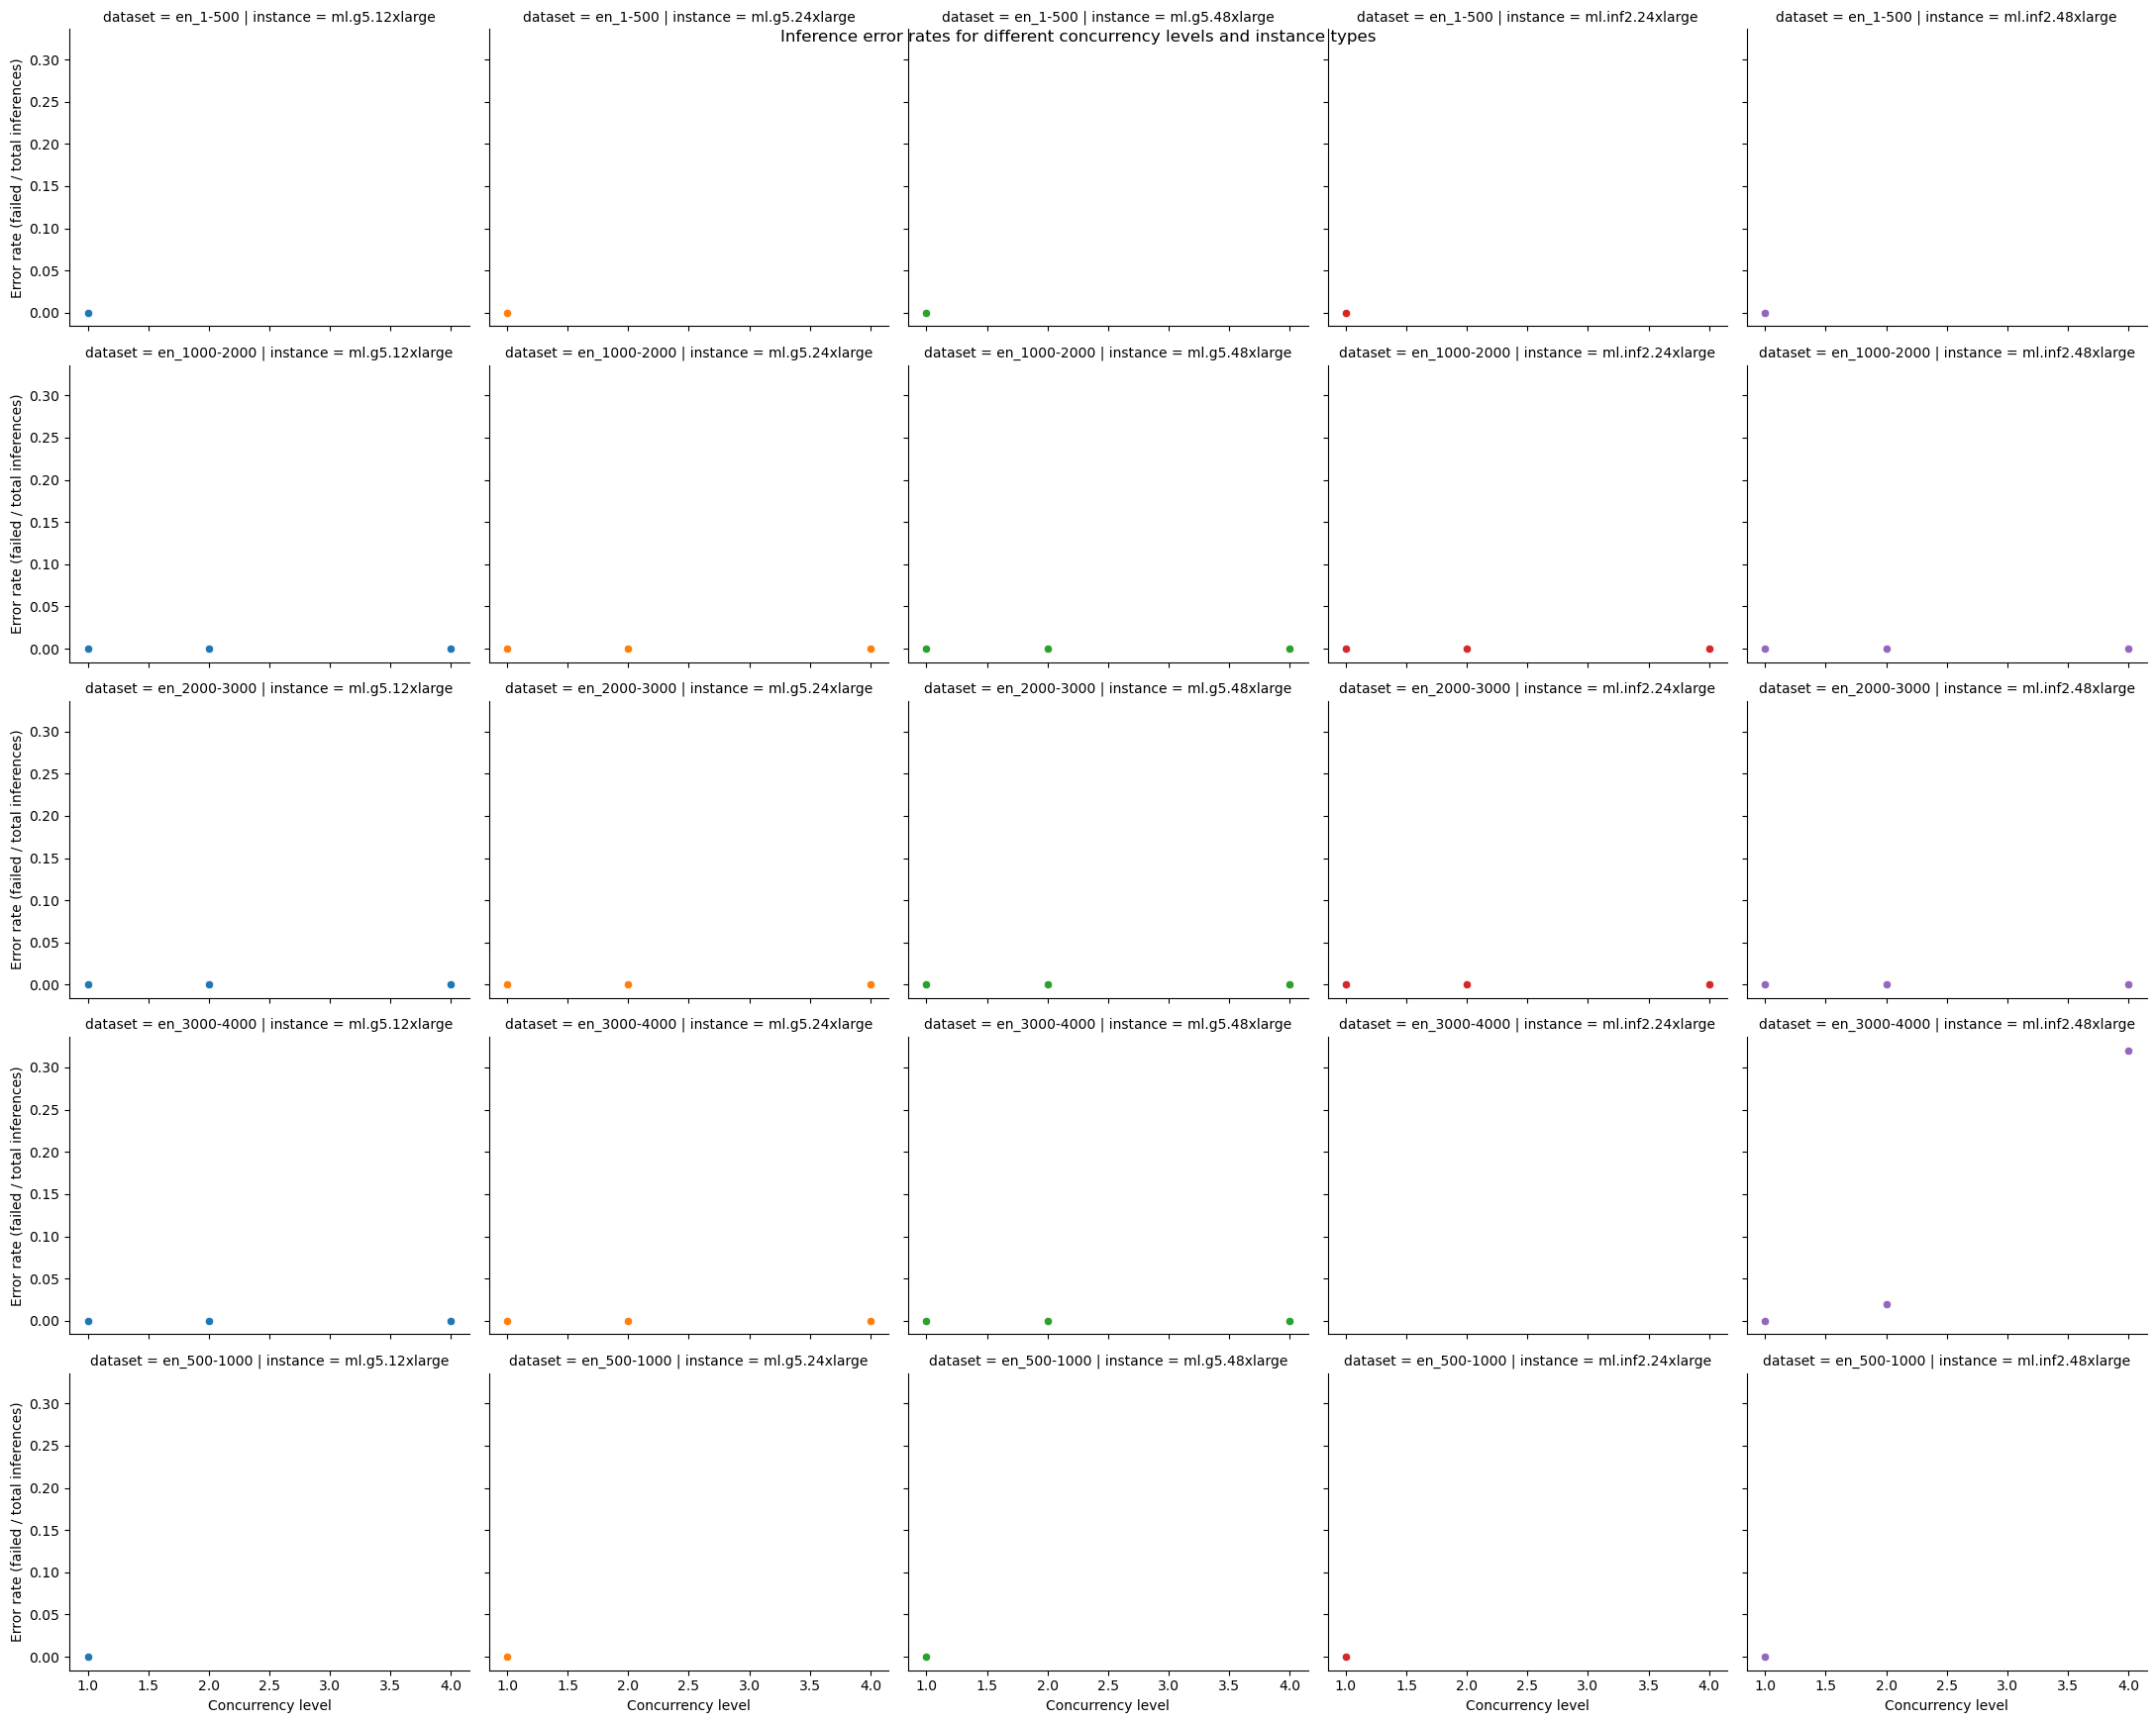 dataset = en_1-500 | instance = ml.g5.12xlarge
dataset = en_1-500 | instance = ml.g5.24xlarge
dataset = en_1-500 | instance = ml.g5.48xlarge
dataset = en_1-500 | instance = ml.inf2.24xlarge
dataset = en_1-500 | instance = ml.inf2.48xlarge
Inference error rates for different concurrency levels and instance types
Error rate (failed / total inferences)
0.30
0.25
0.20
0.15
0.10
0.05
0.00
dataset = en_1000-2000 | instance = ml.g5.12xlarge
dataset = en_1000-2000 | instance = ml.g5.24xlarge
dataset = en_1000-2000 | instance = ml.g5.48xlarge
dataset = en_1000-2000 | instance = ml.inf2.24xlarge
dataset = en_1000-2000 | instance = ml.inf2.48xlarge
Error rate (failed / total inferences)
0.30
0.25
0.20
0.15
0.10
0.05
0.00
dataset = en_2000-3000 | instance = ml.g5.12xlarge
dataset = en_2000-3000 | instance = ml.g5.24xlarge
dataset = en_2000-3000 | instance = ml.g5.48xlarge
dataset = en_2000-3000 | instance = ml.inf2.24xlarge
dataset = en_2000-3000 | instance = ml.inf2.48xlarge
Error rate (failed / total inferences)
0.30
0.25
0.20
0.15
0.10
0.05
0.00
dataset = en_3000-4000 | instance = ml.g5.12xlarge
dataset = en_3000-4000 | instance = ml.g5.24xlarge
dataset = en_3000-4000 | instance = ml.g5.48xlarge
dataset = en_3000-4000 | instance = ml.inf2.24xlarge
dataset = en_3000-4000 | instance = ml.inf2.48xlarge
Error rate (failed / total inferences)
0.30
0.25
0.20
0.15
0.10
0.05
0.00
dataset = en_500-1000 | instance = ml.g5.12xlarge
dataset = en_500-1000 | instance = ml.g5.24xlarge
dataset = en_500-1000 | instance = ml.g5.48xlarge
dataset = en_500-1000 | instance = ml.inf2.24xlarge
dataset = en_500-1000 | instance = ml.inf2.48xlarge
Error rate (failed / total inferences)
0.30
0.25
0.20
0.15
0.10
0.05
0.00
1.0 1.5 2.0 2.5 3.0 3.5 4.0
1.0 1.5 2.0 2.5 3.0 3.5 4.0
1.0 1.5 2.0 2.5 3.0 3.5 4.0
1.0 1.5 2.0 2.5 3.0 3.5 4.0
1.0 1.5 2.0 2.5 3.0 3.5 4.0
Concurrency level
Concurrency level
Concurrency level
Concurrency level
Concurrency level